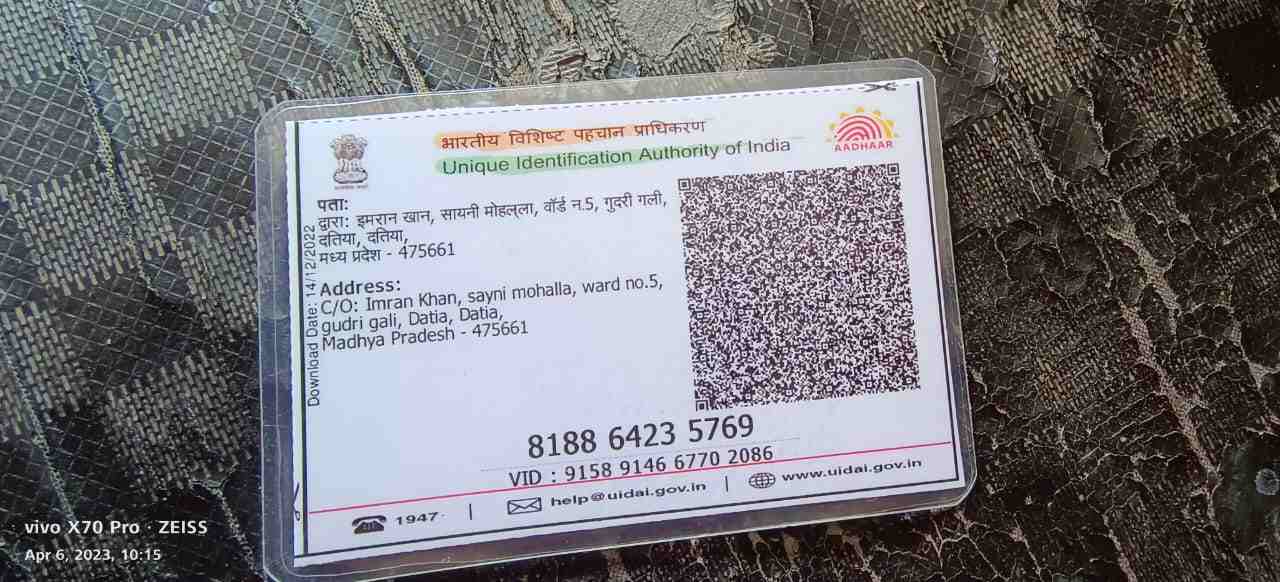 भारतीय विशिष्ट पहचान प्राधिकरण
Unique Identification Authority of India
AADHAAR
पता:
द्वारा: इमरान खान, सायनी मोहल्ला, वॉर्ड न.5, गुदरी गली,
दतिया, दतिया,
मध्य प्रदेश - 475661
Address:
C/O: Imran Khan, sayni mohalla, ward no.5,
gudri gali, Datia, Datia,
Madhya Pradesh - 475661
Download Date: 14/12/2022
8188 6423 5769
VID : 9158 9146 6770 2086
1947
help@uidai.gov.in
www.uidai.gov.in
vivo X70 Pro · ZEISS
Apr 6, 2023, 10:15